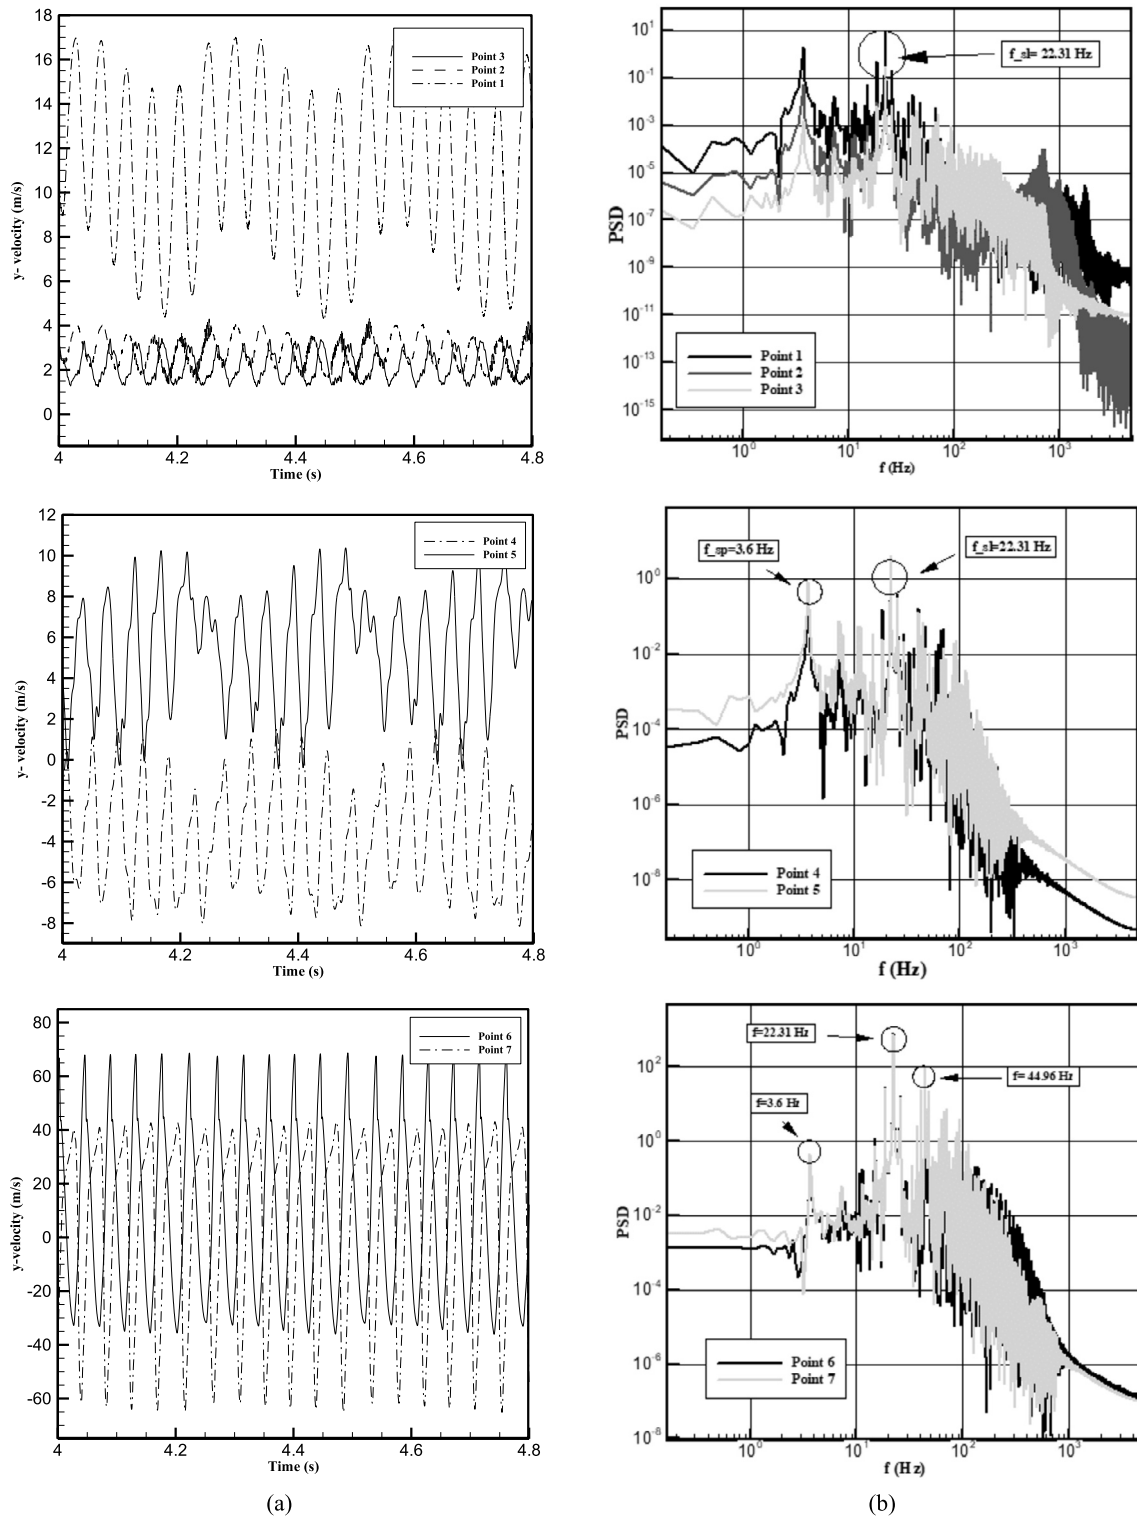 18
16
14
12
10
8
6
4
2
0
y- velocity (m/s)
Point 3
Point 2
Point 1
4
4.2
4.4
4.6
4.8
Time (s)
10^1
10^-1
10^-3
10^-5
10^-7
10^-9
10^-11
10^-13
10^-15
PSD
f_sl= 22.31 Hz
Point 1
Point 2
Point 3
10^0
10^1
10^2
10^3
f (Hz)
12
10
8
6
4
2
0
-2
-4
-6
-8
y- velocity (m/s)
Point 4
Point 5
4
4.2
4.4
4.6
4.8
Time (s)
f_sp=3.6 Hz
f_sl=22.31 Hz
10^0
10^-2
10^-4
10^-6
10^-8
PSD
Point 4
Point 5
10^0
10^1
10^2
10^3
f (Hz)
80
60
40
20
0
-20
-40
-60
y-velocity (m/s)
Point 6
Point 7
4
4.2
4.4
4.6
4.8
Time (s)
f=22.31 Hz
f= 44.96 Hz
f=3.6 Hz
10^2
10^0
10^-2
10^-4
10^-6
10^-8
PSD
Point 6
Point 7
10^0
10^1
10^2
10^3
f (Hz)
(a)
(b)